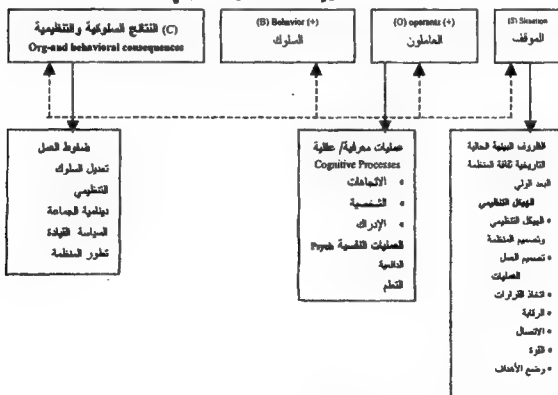 (S) Situation
الموقف
(O) operants (+)
العاملون
(B) Behavior (+)
السلوك
(C) النتائج السلوكية والتنظيمية
Org-and behavioral consequences
الظروف البيئية الحالية
التاريخية ثقافة المنظمة
البعد الولي
الهيكل التنظيمي
• الهيكل التنظيمي
وتصميم المنظمة
• تصميم العمل
العمليات
• اتخاذ القرارات
• الرقابة
• الاتصال
• القوة
• وضع الأهداف
عمليات معرفية/ عقلية
Cognitive Processes
• الاتجاهات
• الشخصية
• الإدراك
العمليات النفسية Psych
الدافعية
التعلم
ضغوط العمل
تعديل السلوك
التنظيمي
دينامية الجماعة
السياسة القيادة
تطور المنظمة